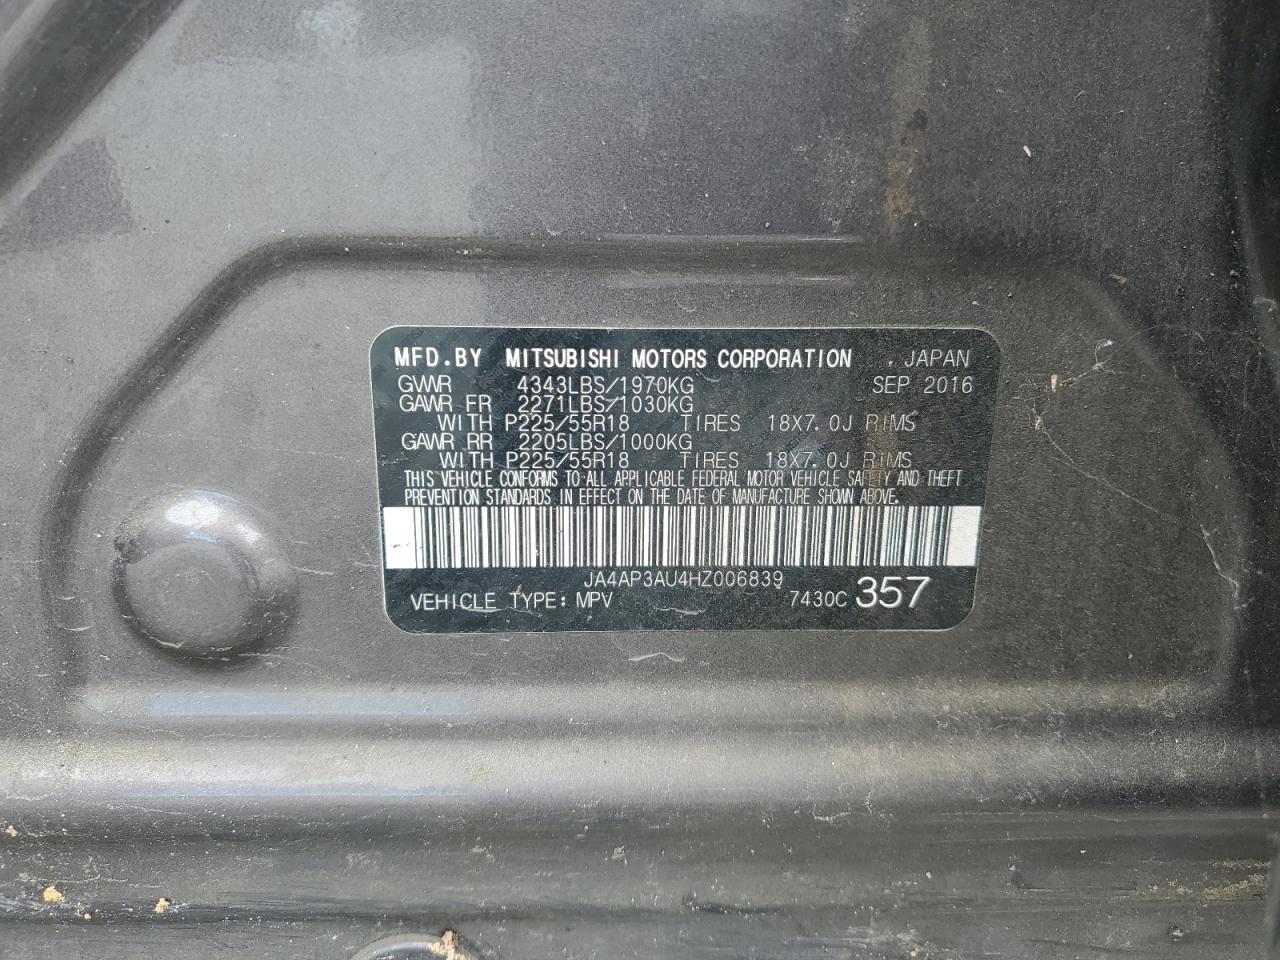 MFD.BY MITSUBISHI MOTORS CORPORATION , JAPAN
GVWR 4343LBS/1970KG SEP 2016
GAWR FR 2271LBS/1030KG
WITH P225/55R18 TIRES 18X7.0J RIMS
GAWR RR 2205LBS/1000KG
WITH P225/55R18 TIRES 18X7.0J RIMS
THIS VEHICLE CONFORMS TO ALL APPLICABLE FEDERAL MOTOR VEHICLE SAFETY AND THEFT
PREVENTION STANDARDS IN EFFECT ON THE DATE OF MANUFACTURE SHOWN ABOVE.
JA4AP3AU4HZ006839
VEHICLE TYPE: MPV 7430C 357